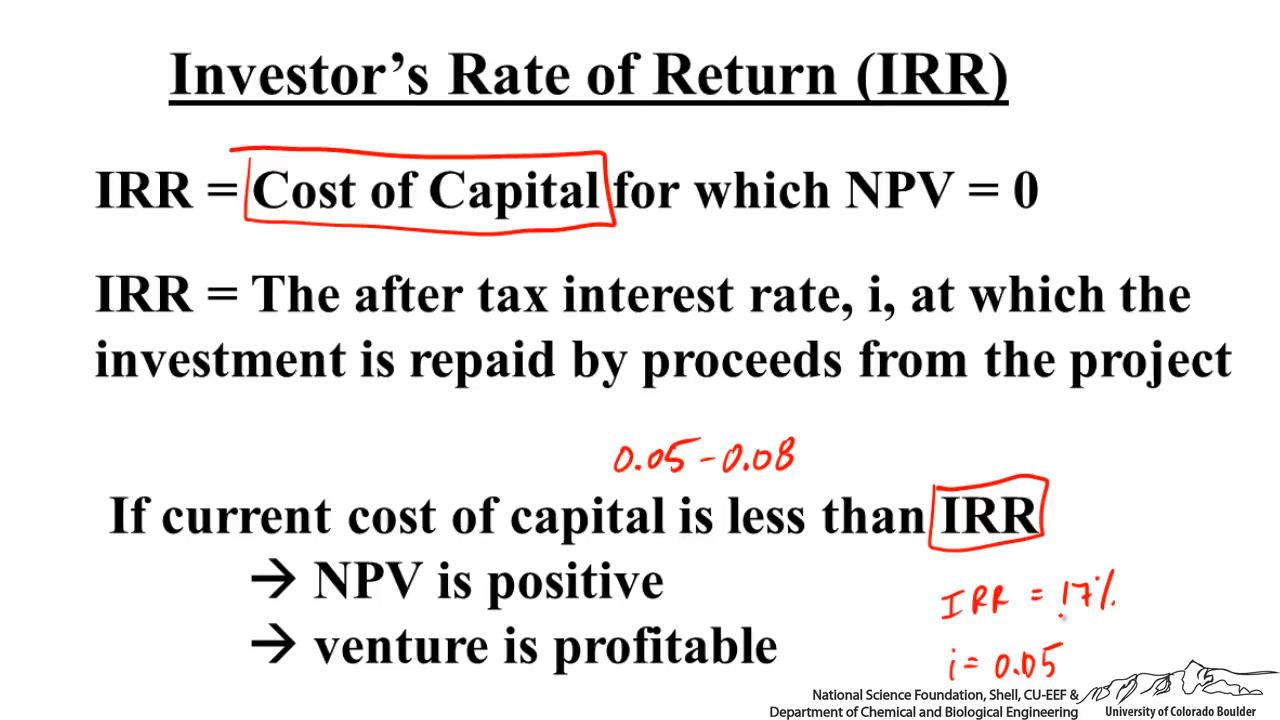 Investor’s Rate of Return (IRR)
IRR = Cost of Capital for which NPV = 0
IRR = The after tax interest rate, i, at which the
investment is repaid by proceeds from the project
0.05 - 0.08
If current cost of capital is less than IRR
→ NPV is positive
IRR = 17%
→ venture is profitable
i = 0.05
National Science Foundation, Shell, CU-EEF &
Department of Chemical and Biological Engineering
University of Colorado Boulder